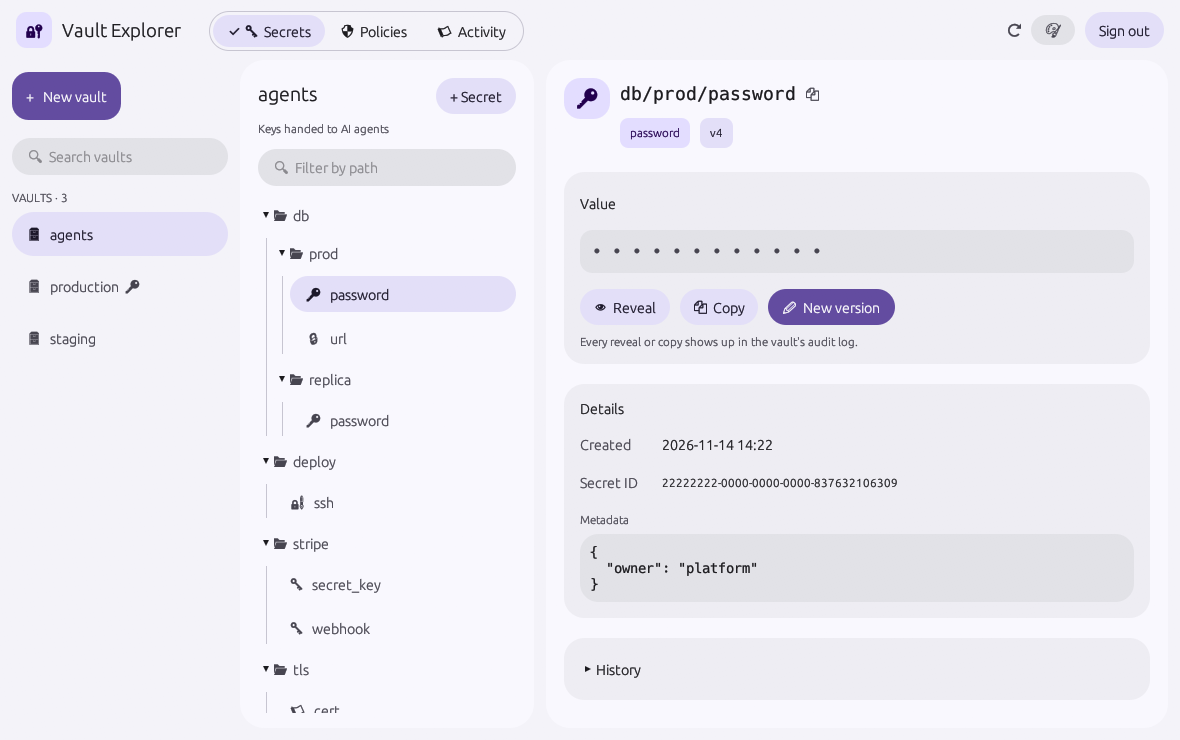 Vault Explorer
Secrets
Policies
Activity
Sign out
+ New vault
Search vaults
VAULTS · 3
agents
production
staging
agents
+ Secret
Keys handed to AI agents
Filter by path
db
prod
password
url
replica
password
deploy
ssh
stripe
secret_key
webhook
tls
cert
db/prod/password
password
v4
Value
• • • • • • • • • • • •
Reveal
Copy
New version
Every reveal or copy shows up in the vault's audit log.
Details
Created 2026-11-14 14:22
Secret ID 22222222-0000-0000-0000-837632106309
Metadata
{
"owner": "platform"
}
History